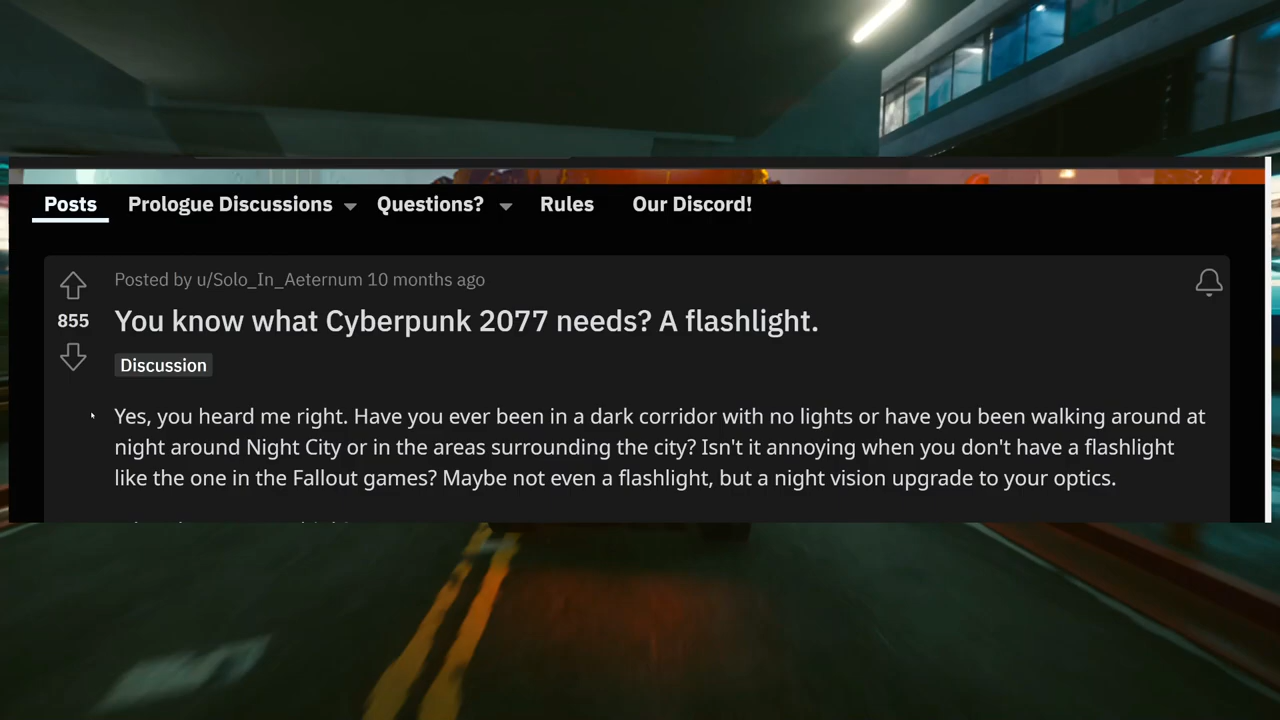 Posts Prologue Discussions Questions? Rules Our Discord!
Posted by u/Solo_In_Aeternum 10 months ago
855
You know what Cyberpunk 2077 needs? A flashlight.
Discussion
Yes, you heard me right. Have you ever been in a dark corridor with no lights or have you been walking around at
night around Night City or in the areas surrounding the city? Isn't it annoying when you don't have a flashlight
like the one in the Fallout games? Maybe not even a flashlight, but a night vision upgrade to your optics.